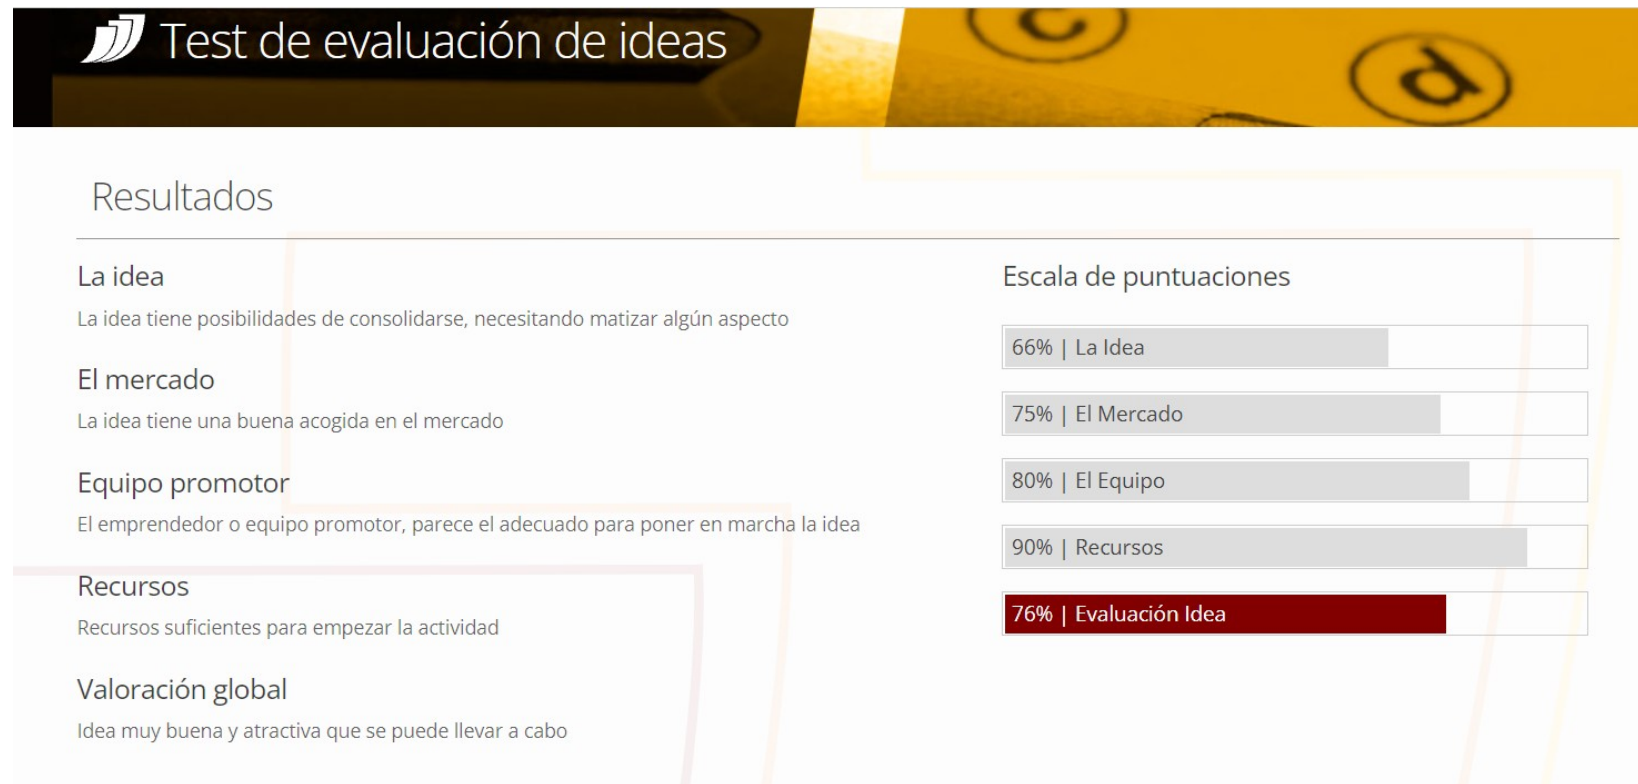 Test de evaluación de ideas
c
d
Resultados
La idea
La idea tiene posibilidades de consolidarse, necesitando matizar algún aspecto
El mercado
La idea tiene una buena acogida en el mercado
Equipo promotor
El emprendedor o equipo promotor, parece el adecuado para poner en marcha la idea
Recursos
Recursos suficientes para empezar la actividad
Valoración global
Idea muy buena y atractiva que se puede llevar a cabo
Escala de puntuaciones
66% | La Idea
75% | El Mercado
80% | El Equipo
90% | Recursos
76% | Evaluación Idea